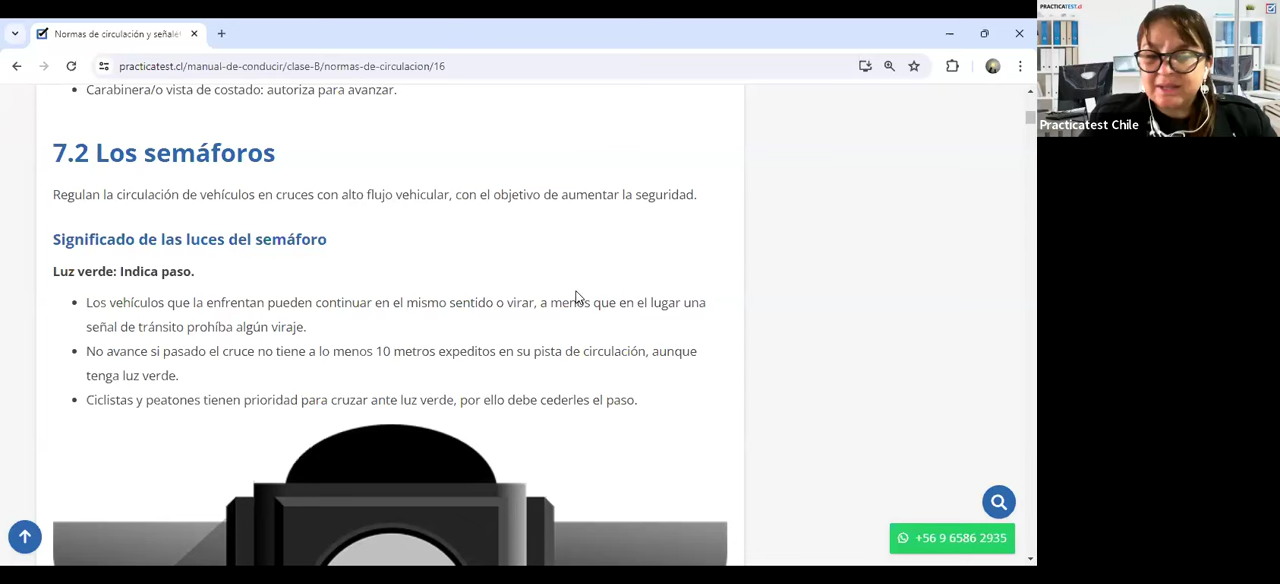 Normas de circulación y señale
practicatest.cl/manual-de-conducir/clase-B/normas-de-circulacion/16
PRACTICATEST.cl
Practicatest Chile
• Carabinera/o vista de costado: autoriza para avanzar.
7.2 Los semáforos
Regulan la circulación de vehículos en cruces con alto flujo vehicular, con el objetivo de aumentar la seguridad.
Significado de las luces del semáforo
Luz verde: Indica paso.
• Los vehículos que la enfrentan pueden continuar en el mismo sentido o virar, a menos que en el lugar una
señal de tránsito prohíba algún viraje.
• No avance si pasado el cruce no tiene a lo menos 10 metros expeditos en su pista de circulación, aunque
tenga luz verde.
• Ciclistas y peatones tienen prioridad para cruzar ante luz verde, por ello debe cederles el paso.
+56 9 6586 2935